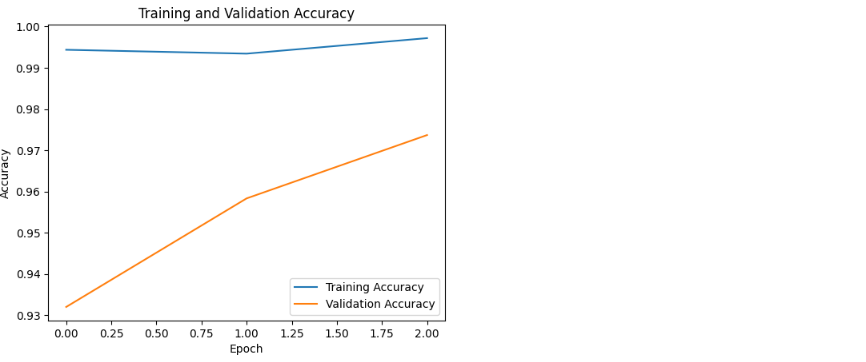 Training and Validation Accuracy
1.00
0.99
0.98
0.97
0.96
0.95
0.94
0.93
Accuracy
Training Accuracy
Validation Accuracy
0.00 0.25 0.50 0.75 1.00 1.25 1.50 1.75 2.00
Epoch